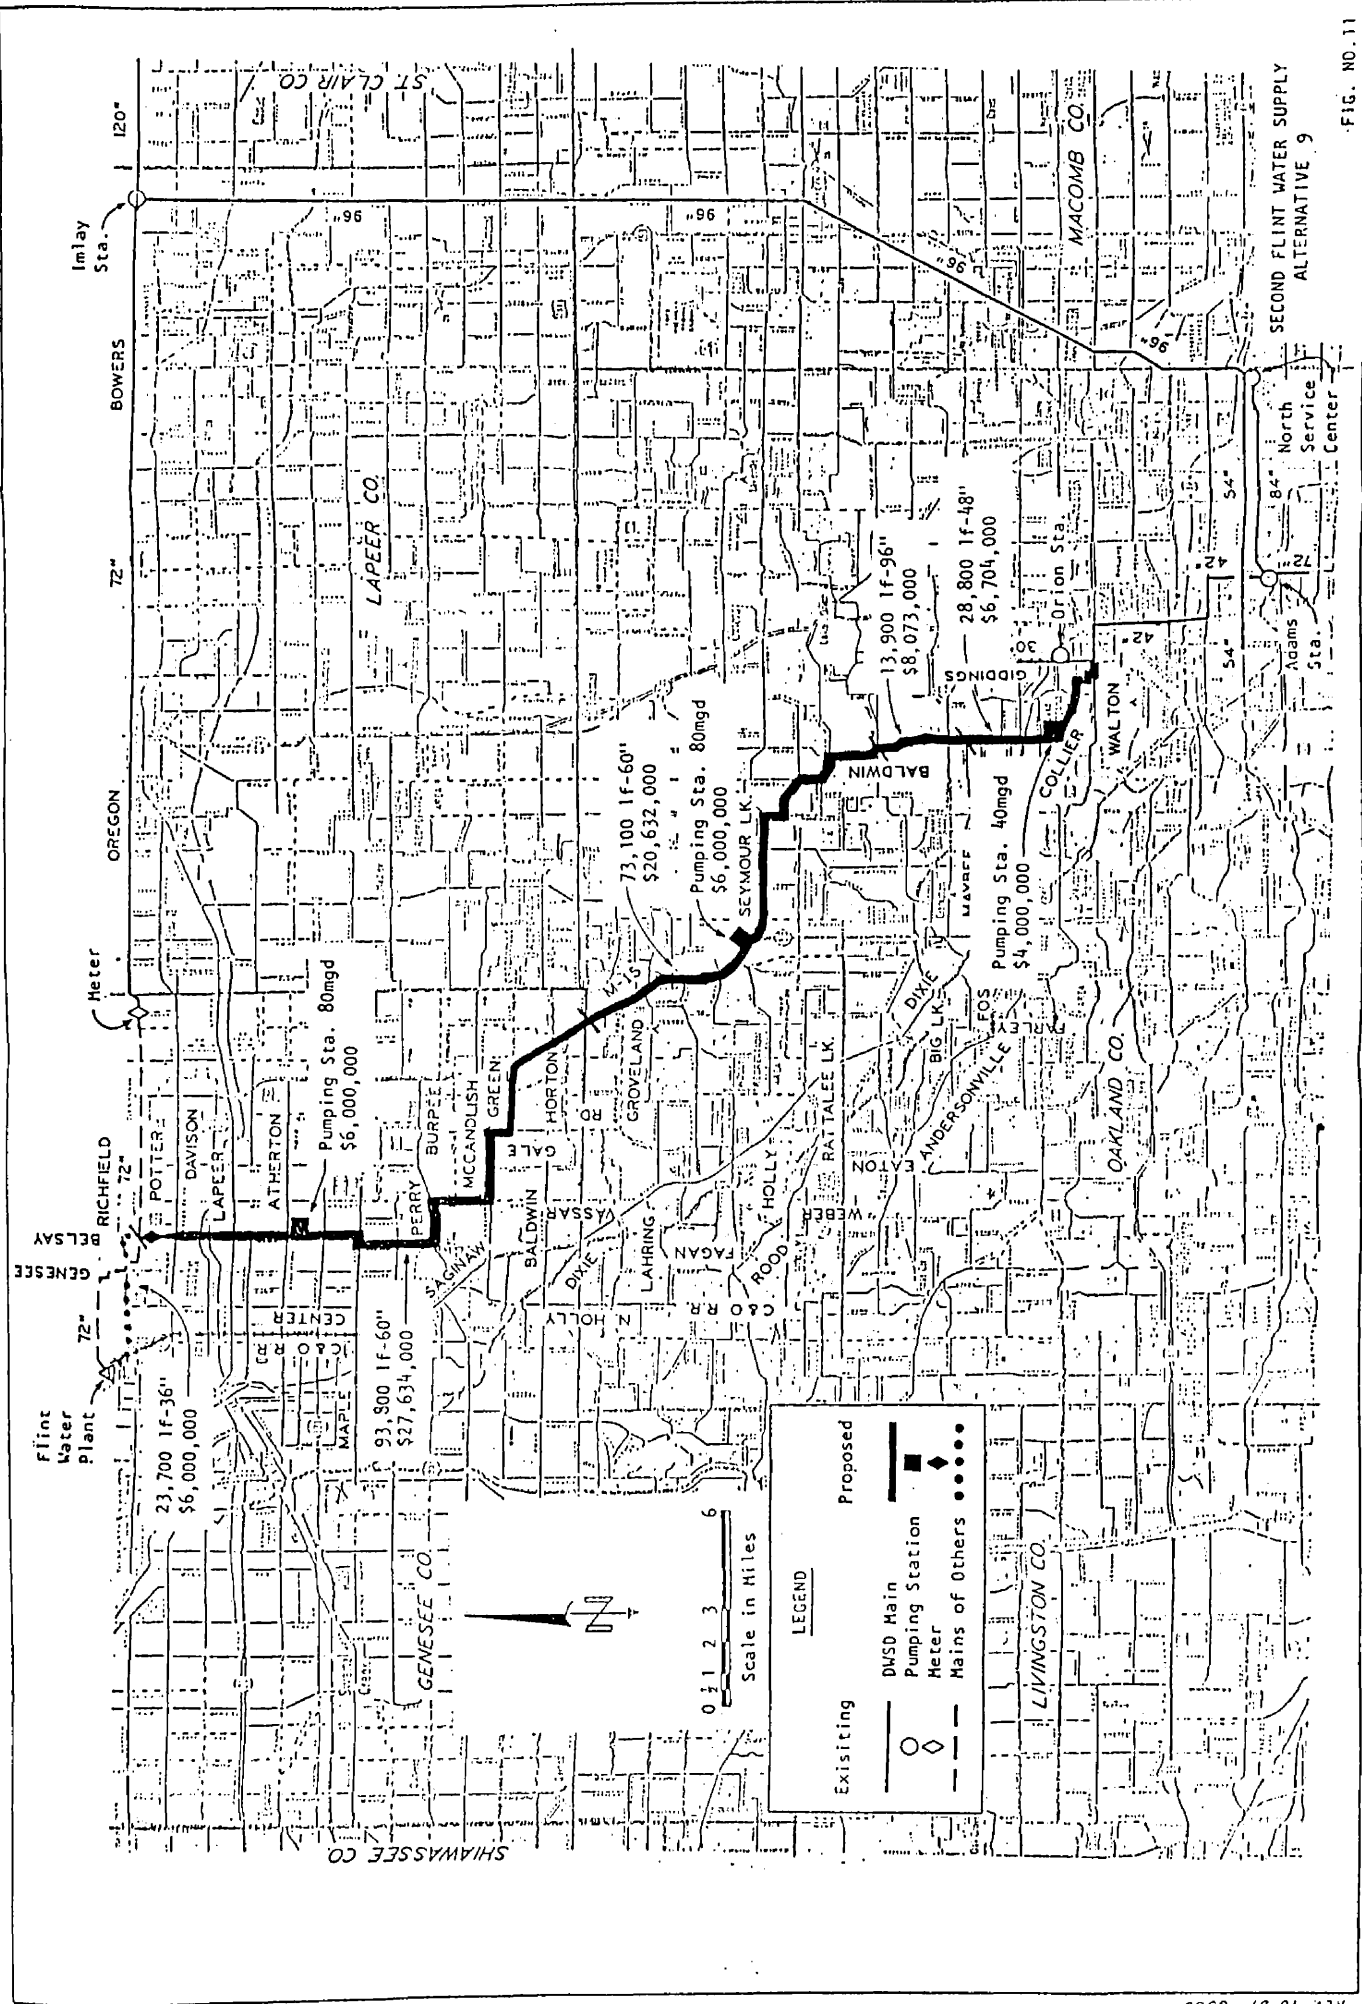 FIG. NO.11
SECOND FLINT WATER SUPPLY
ALTERNATIVE 9
Imlay
Sta.
120"
BOWERS
72"
OREGON
Meter
RICHFIELD
72"
BELSAY
GENESEE
72"
Flint
Water
Plant
23,700 lf-36"
$6,000,000
POTTER
DAVISON
LAPEER
ATHERTON
Pumping Sta. 80mgd
$6,000,000
CENTER
C&O R.R.
MAPLE
93,900 lf-60"
$27,634,000
PERRY
BURPEE
MCCANDLISH
GREEN
SAGINAW
GALE
HORTON
RD
BALDWIN
VASSAR
DIXIE
GROVELAND
LAHRING
FAGAN
N. HOLLY
C&O R.R.
HOLLY
ROOD
WEBER
RATTALEE LK.
EATON
DIXIE
BIG LK.
ANDERSONVILLE
FOS
FARLEY
M-15
73,100 lf-60"
$20,632,000
Pumping Sta. 80mgd
$6,000,000
SEYMOUR LK.
BALDWIN
13,900 lf-96"
$8,073,000
GIDDINGS
28,800 lf-48"
$6,704,000
MAYBEE
Pumping Sta. 40mgd
$4,000,000
COLLIER
WALTON
30"
Orion Sta.
42"
42"
54"
54"
84"
72"
Adams
Sta.
North
Service
Center
96"
96"
96"
96"
ST. CLAIR CO.
LAPEER CO.
MACOMB CO.
OAKLAND CO.
GENESEE CO.
LIVINGSTON CO.
SHIAWASSEE CO.
N
0 ½ 1 2 3 6
Scale in Miles
LEGEND
Exisiting
Proposed
DWSD Main
Pumping Station
Meter
Mains of Others